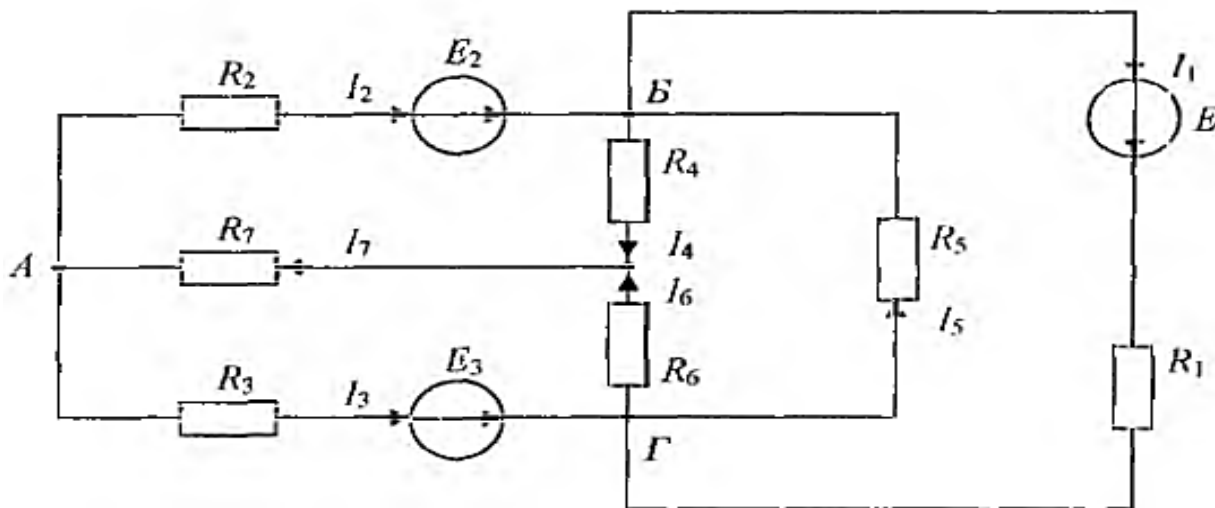 E₂
R₂ I₂ Б I₁
E
R₄
R₇ I₇ I₄ R₅
А
I₆ I₅
E₃
R₃ I₃ R₆ R₁
Г